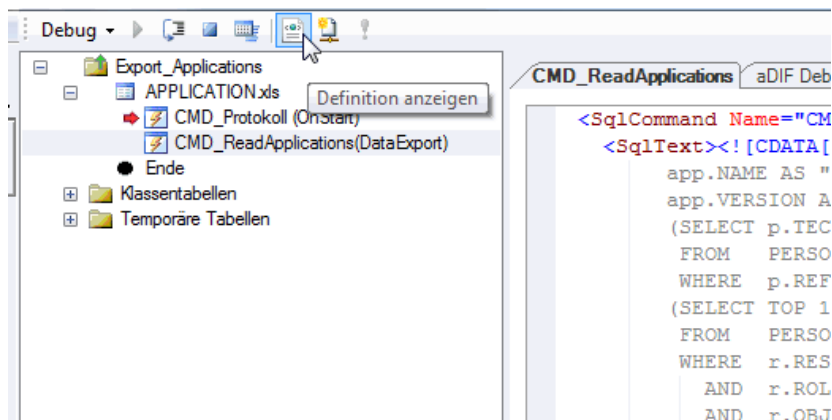 Debug
Export_Applications
APPLICATION.xls
CMD_Protokoll (OnStart)
CMD_ReadApplications(DataExport)
Ende
Klassentabellen
Temporäre Tabellen
Definition anzeigen
CMD_ReadApplications aDIF Deb
<SqlCommand Name="CM
<SqlText><![CDATA[
app.NAME AS "
app.VERSION A
(SELECT p.TEC
FROM PERSO
WHERE p.REF
(SELECT TOP 1
FROM PERSO
WHERE r.RES
AND r.ROL
AND r.OBJ